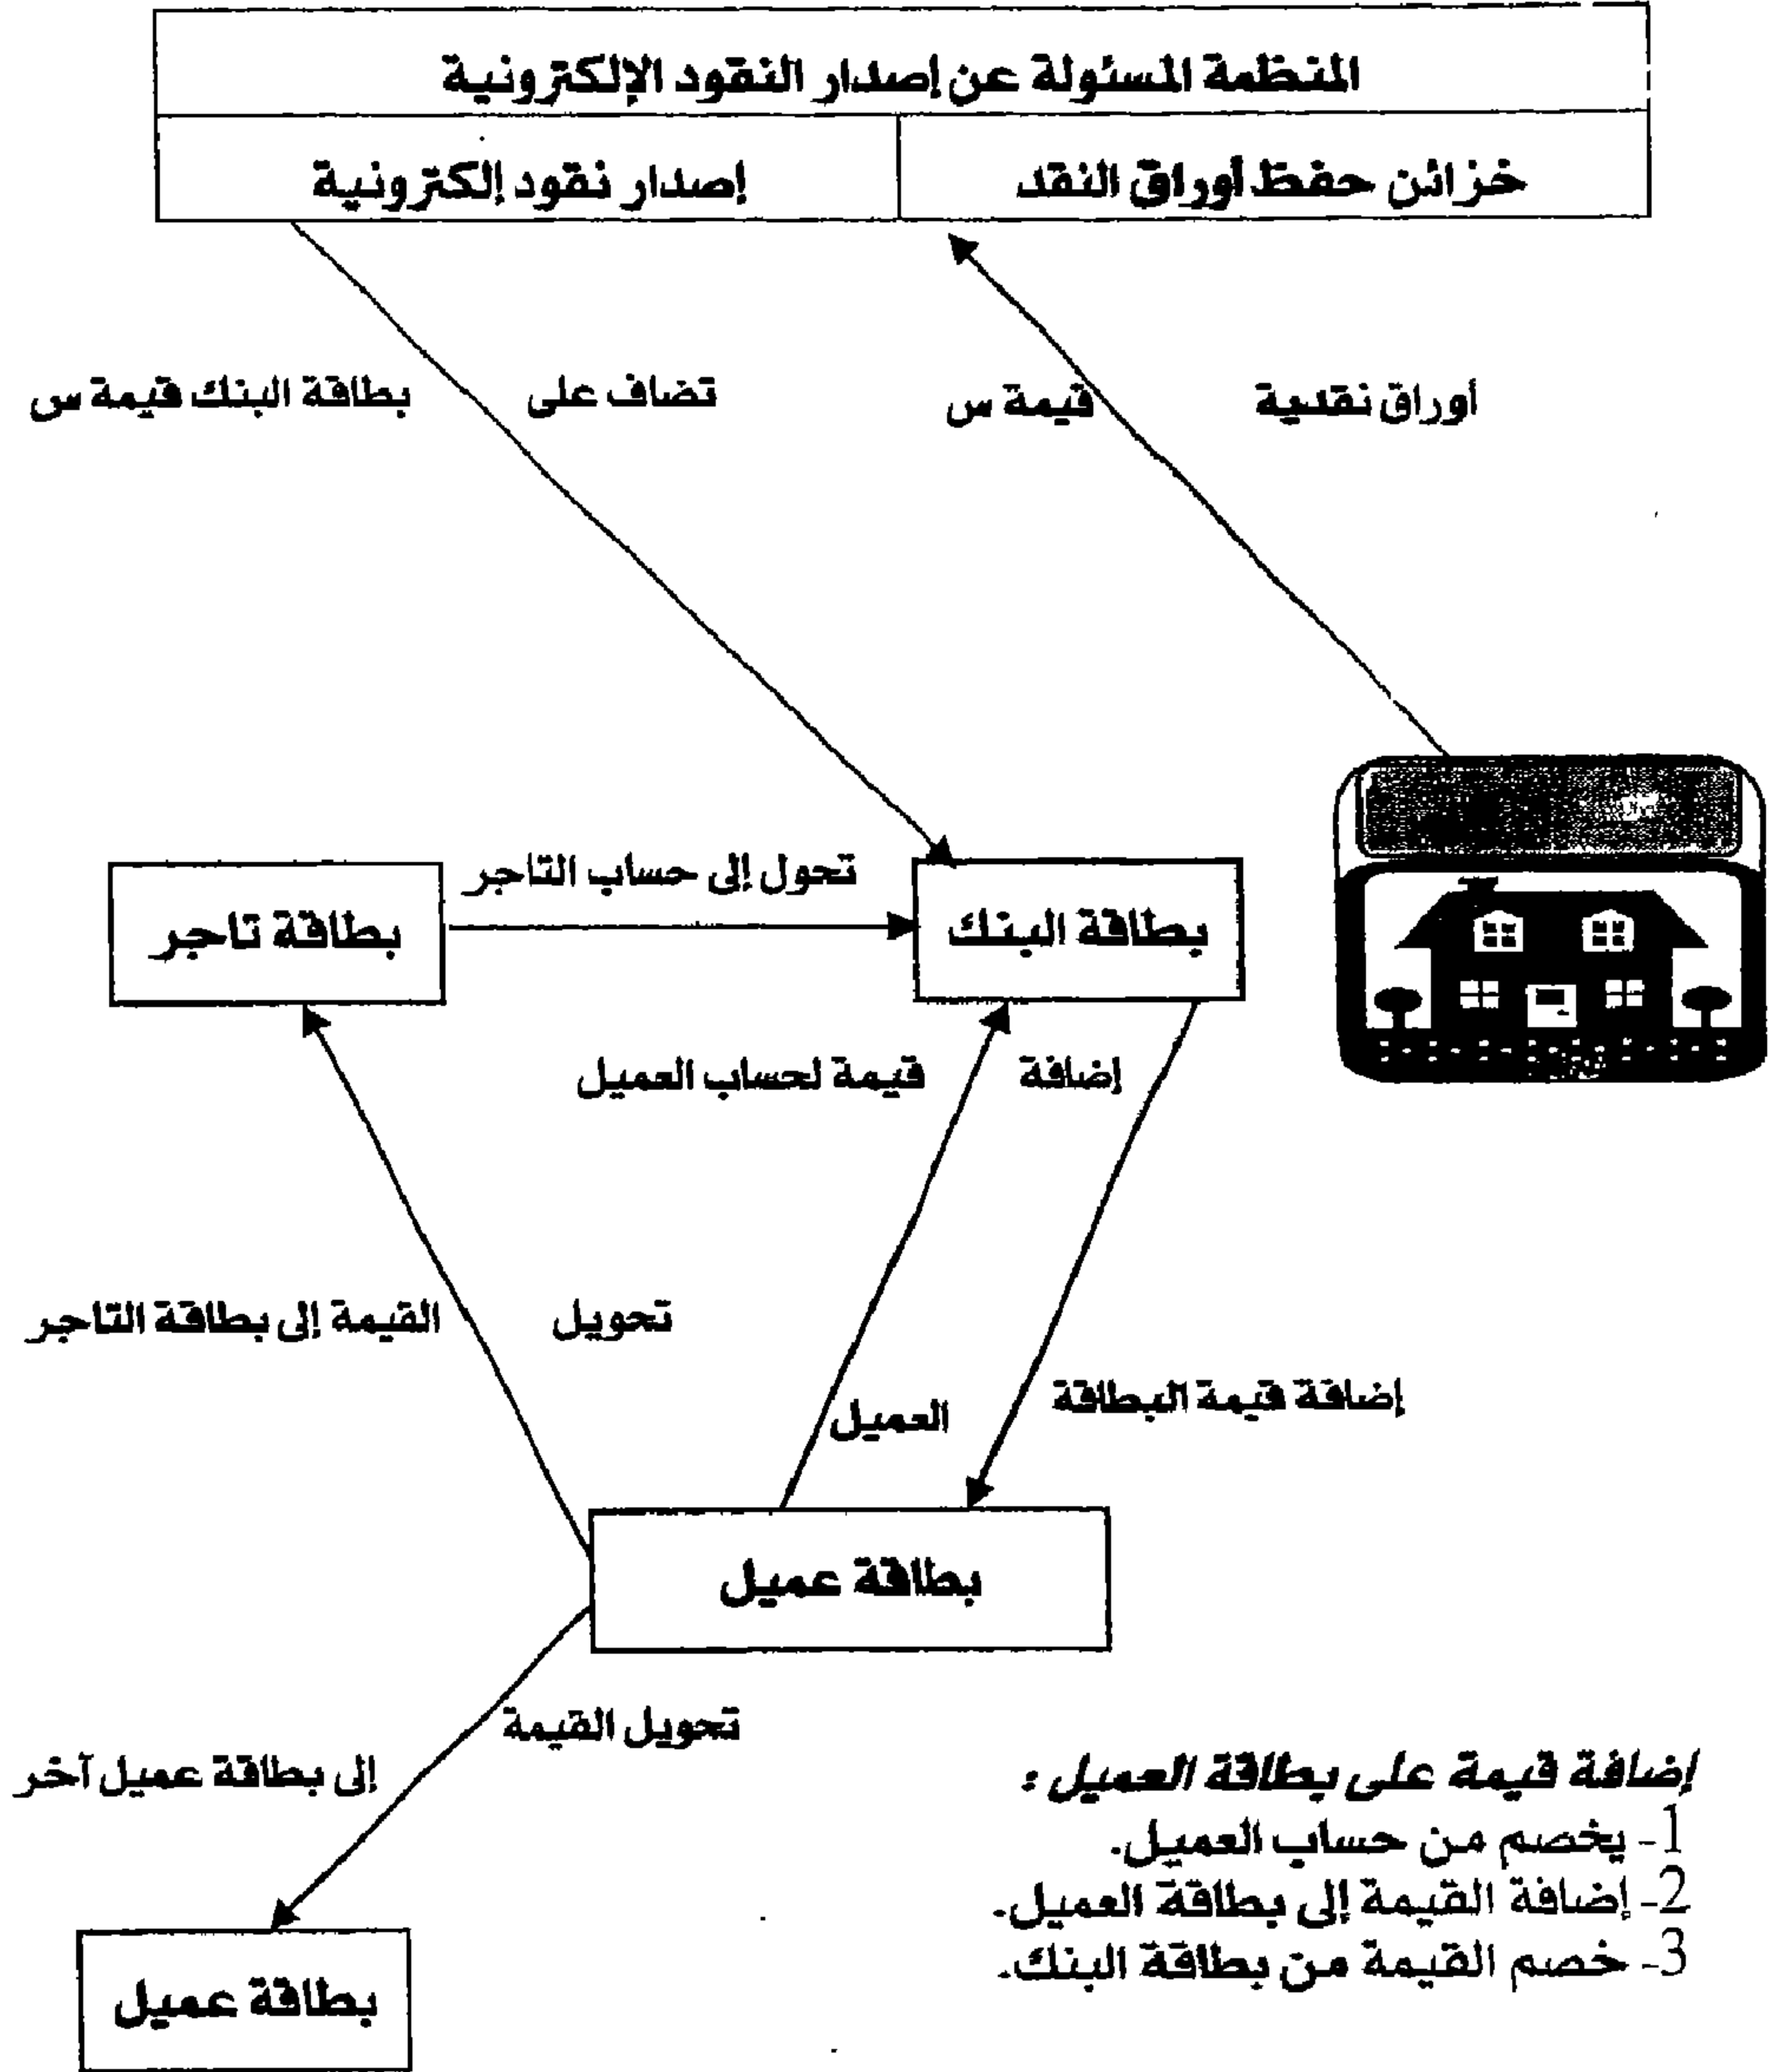 المنظمة المسئولة عن إصدار النقود الإلكترونية
خزائن حفظ أوراق النقد
إصدار نقود إلكترونية
أوراق نقدية
قيمة س
تضاف على
بطاقة البنك قيمة س
تحول إلى حساب التاجر
بطاقة البنك
بطاقة تاجر
إضافة
قيمة لحساب العميل
تحويل
القيمة إلى بطاقة التاجر
إضافة قيمة البطاقة
العميل
بطاقة عميل
تحويل القيمة
إلى بطاقة عميل آخر
إضافة قيمة على بطاقة العميل :
1- يخصم من حساب العميل.
2- إضافة القيمة إلى بطاقة العميل.
3- خصم القيمة من بطاقة البنك.
بطاقة عميل